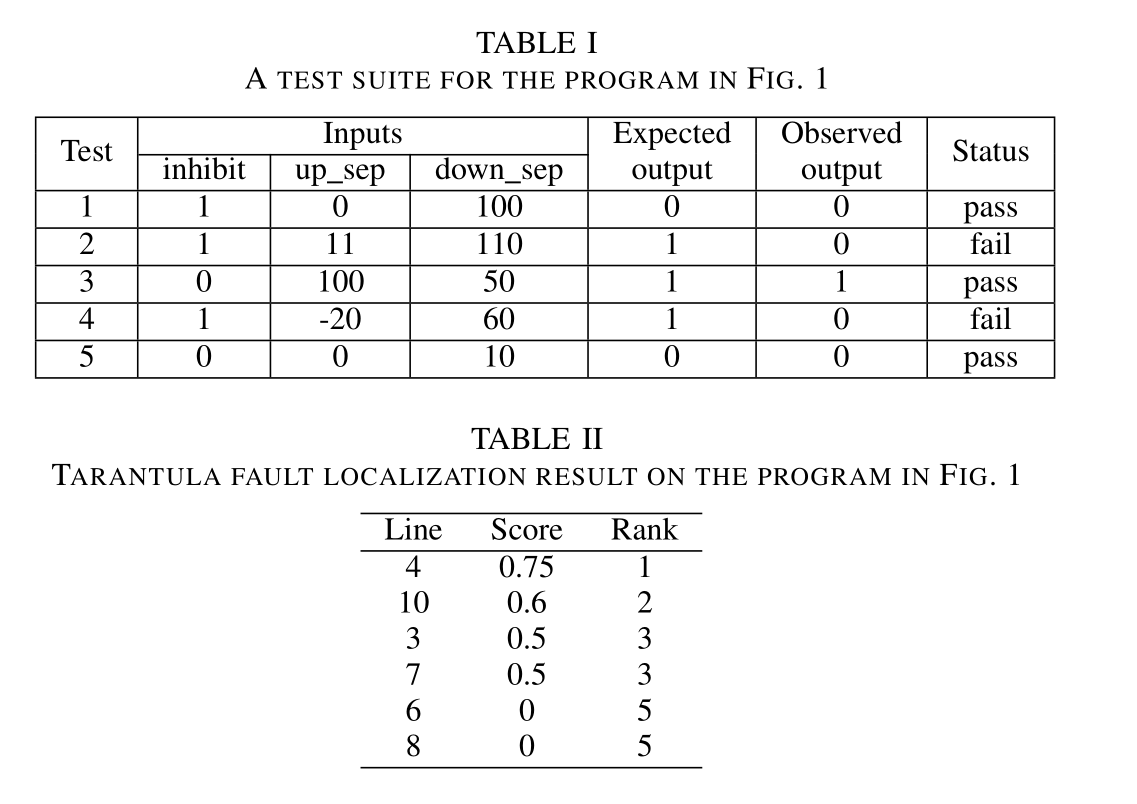 TABLE I
A TEST SUITE FOR THE PROGRAM IN FIG. 1
Test Inputs Expected output Observed output Status
inhibit up_sep down_sep
1 1 0 100 0 0 pass
2 1 11 110 1 0 fail
3 0 100 50 1 1 pass
4 1 -20 60 1 0 fail
5 0 0 10 0 0 pass
TABLE II
TARANTULA FAULT LOCALIZATION RESULT ON THE PROGRAM IN FIG. 1
Line Score Rank
4 0.75 1
10 0.6 2
3 0.5 3
7 0.5 3
6 0 5
8 0 5